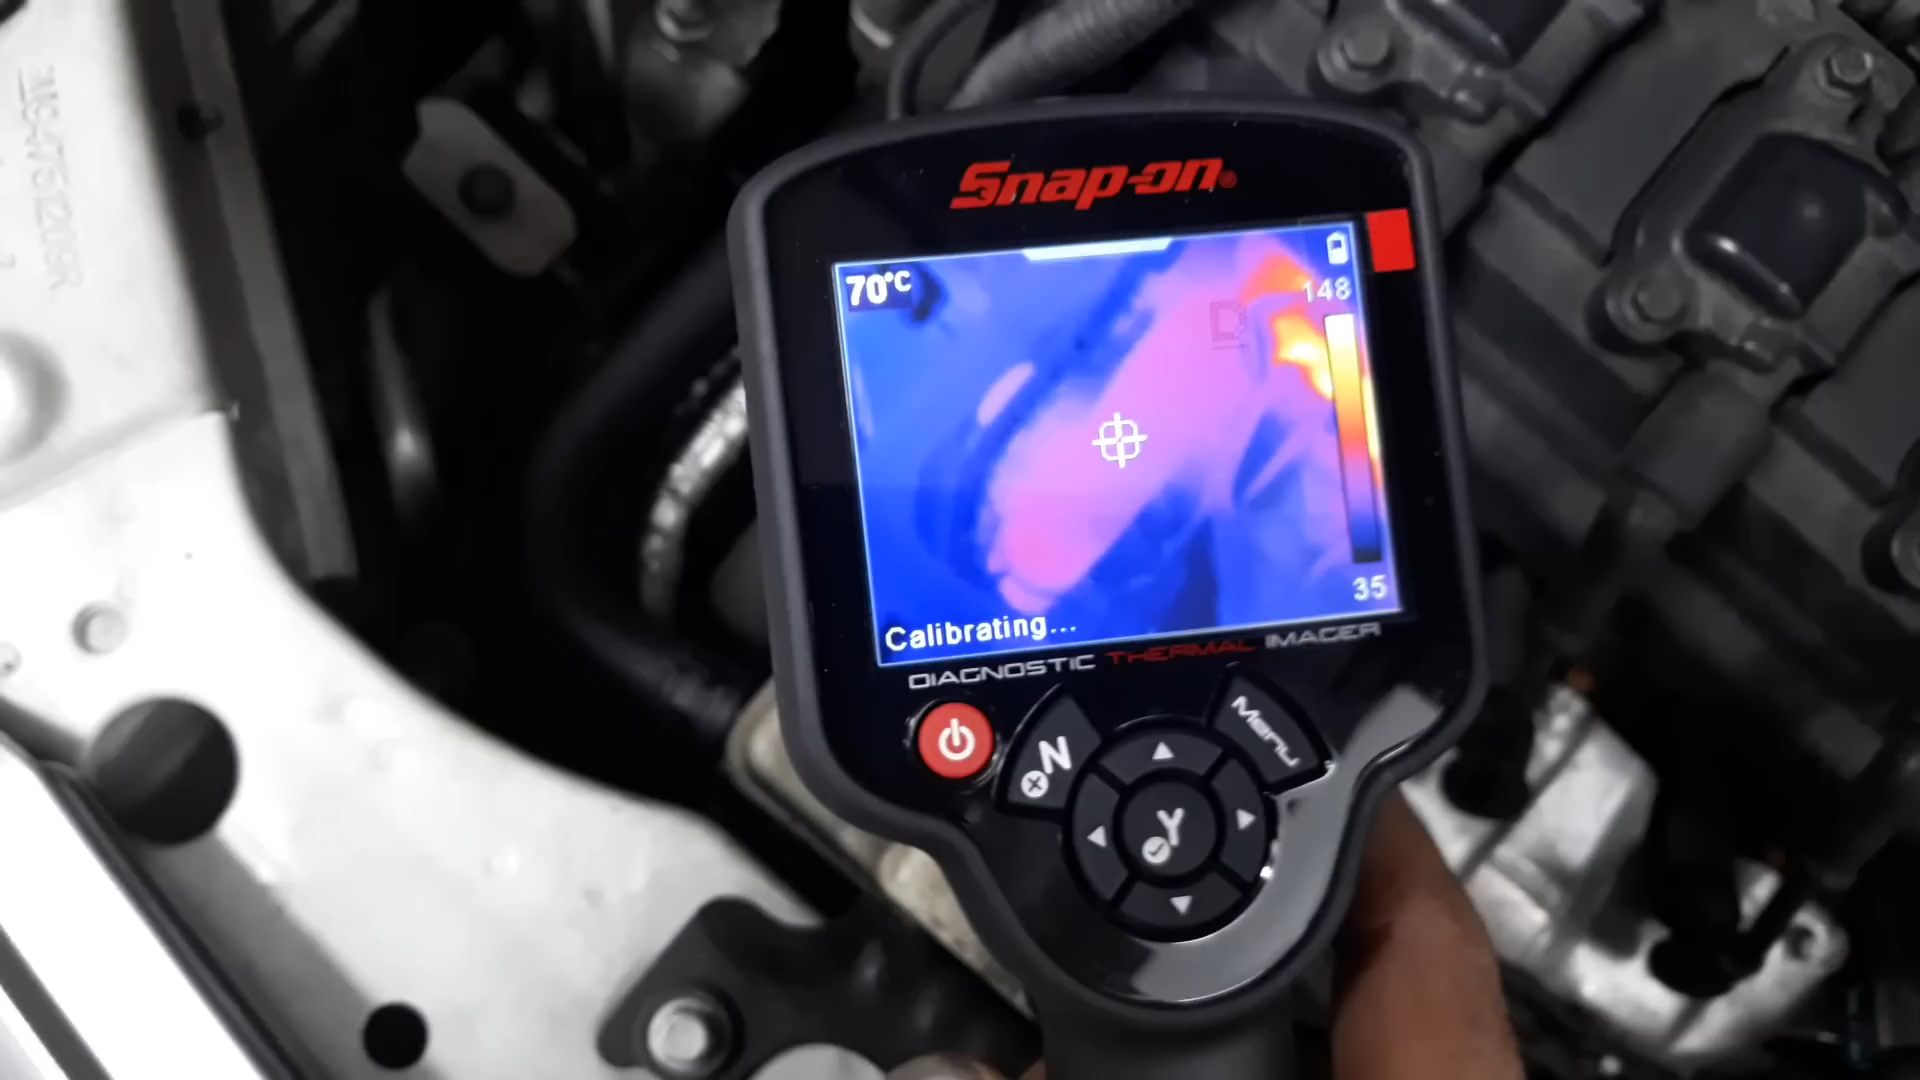 Snap-on®
70°C
148
35
Calibrating...
DIAGNOSTIC THERMAL IMAGER
N
Menu
Y